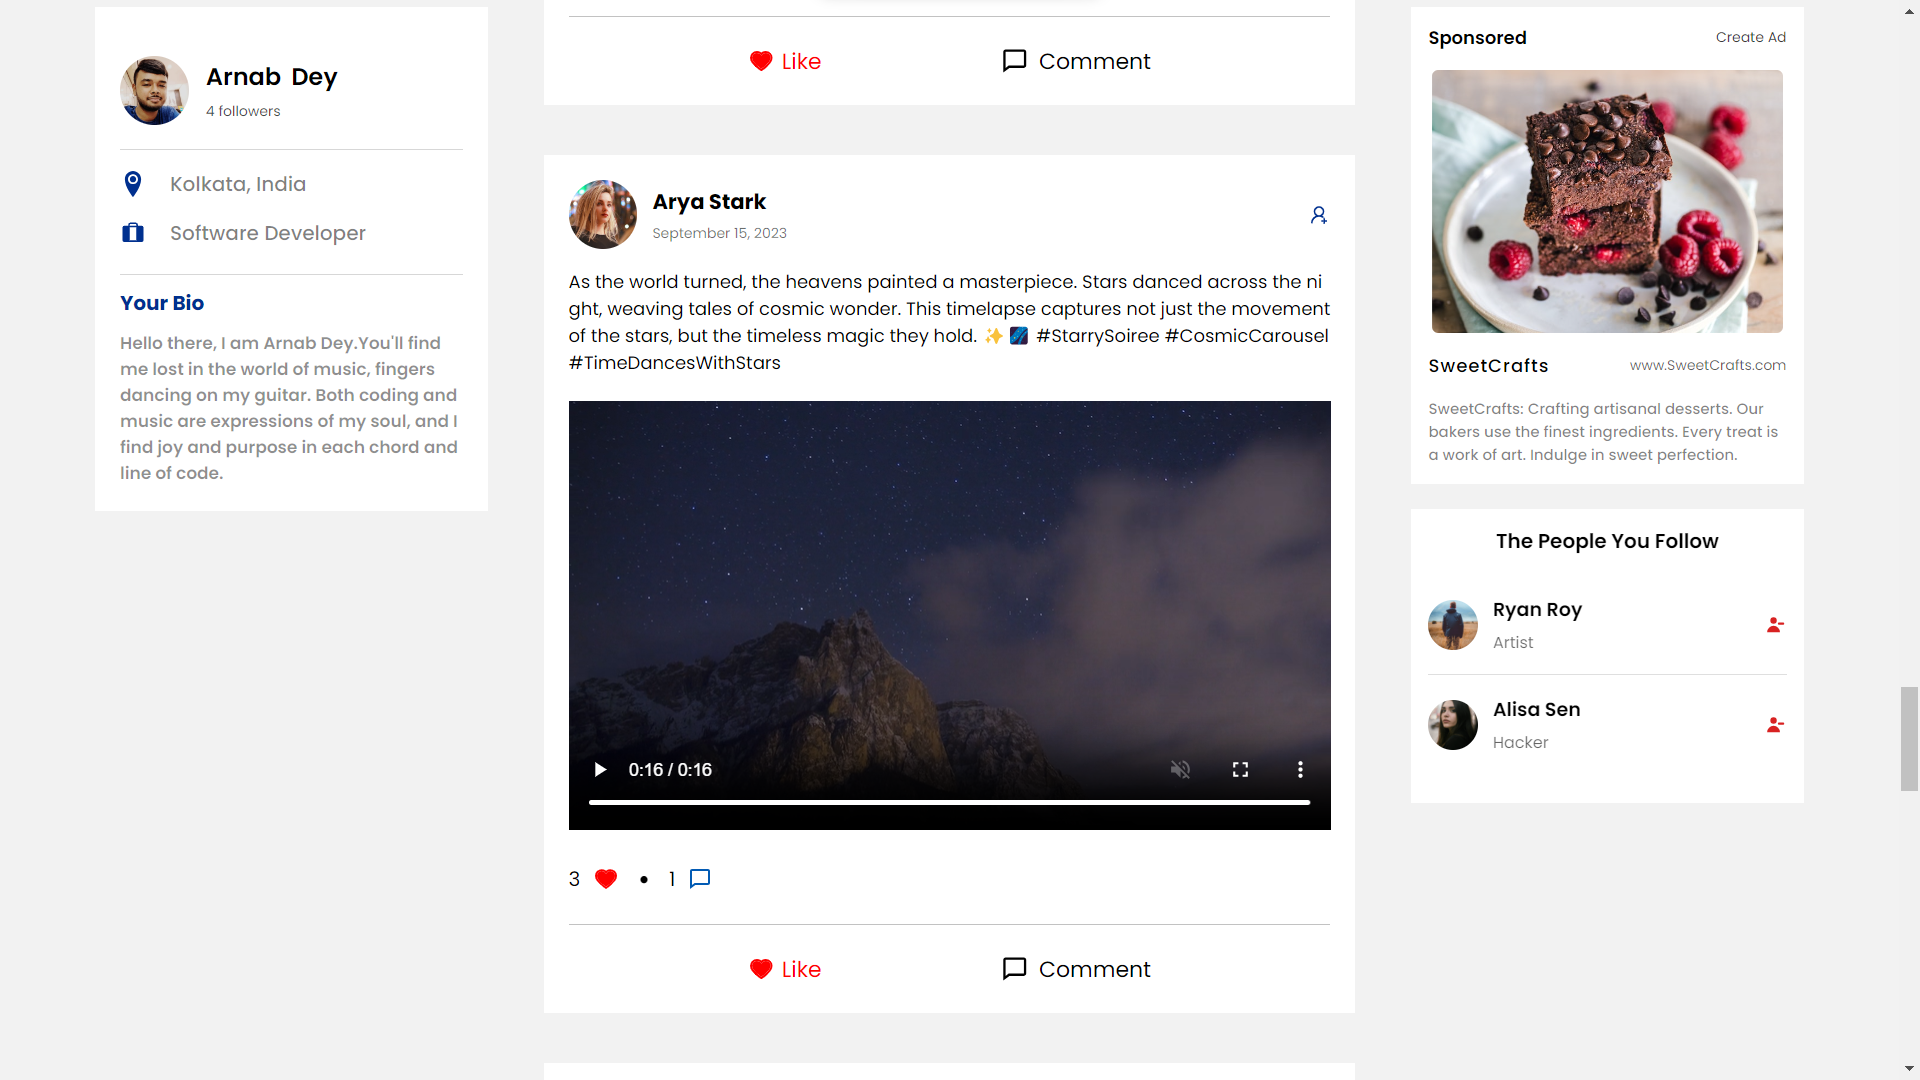 Arnab Dey
4 followers
Kolkata, India
Software Developer
Your Bio
Hello there, I am Arnab Dey.You'll find
me lost in the world of music, fingers
dancing on my guitar. Both coding and
music are expressions of my soul, and I
find joy and purpose in each chord and
line of code.
Like Comment
Arya Stark
September 15, 2023
As the world turned, the heavens painted a masterpiece. Stars danced across the ni
ght, weaving tales of cosmic wonder. This timelapse captures not just the movement
of the stars, but the timeless magic they hold. ✨🌌 #StarrySoiree #CosmicCarousel
#TimeDancesWithStars
0:16 / 0:16
3 • 1
Like Comment
Sponsored Create Ad
SweetCrafts www.SweetCrafts.com
SweetCrafts: Crafting artisanal desserts. Our
bakers use the finest ingredients. Every treat is
a work of art. Indulge in sweet perfection.
The People You Follow
Ryan Roy
Artist
Alisa Sen
Hacker